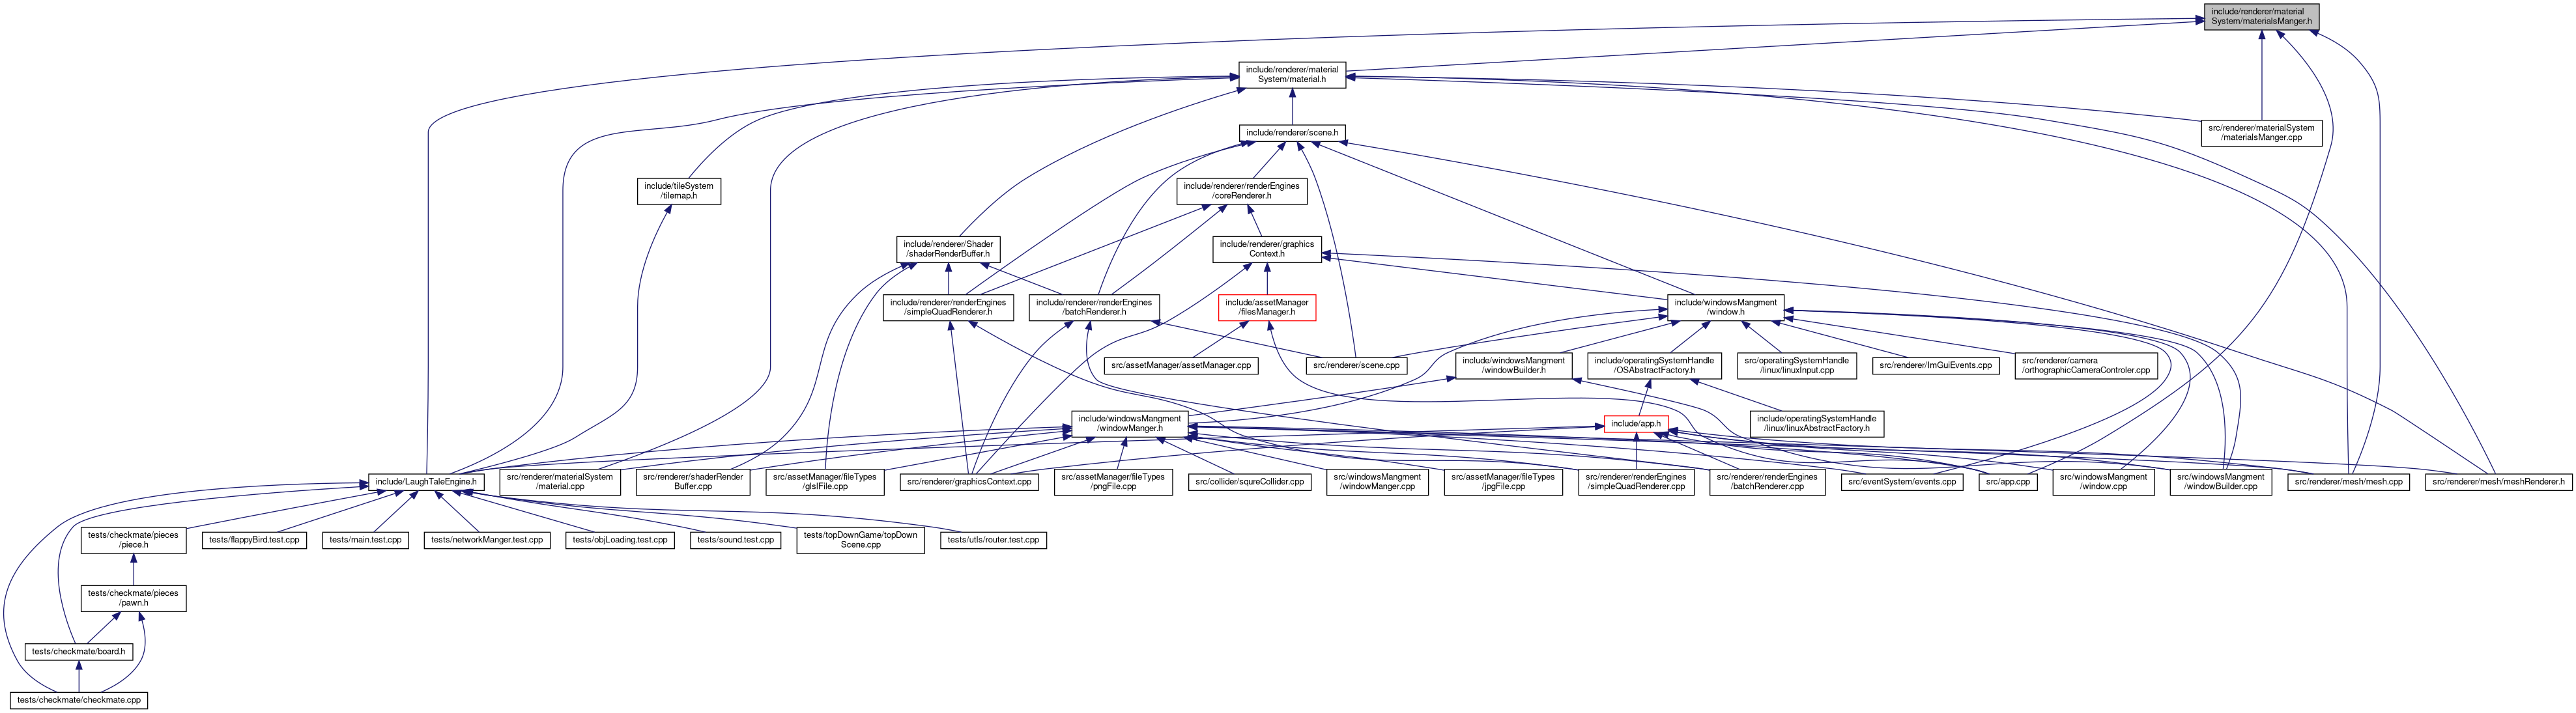 include/renderer/material
System/materialsManger.h
include/renderer/material
System/material.h
src/renderer/materialSystem
/materialsManger.cpp
include/renderer/scene.h
include/tileSystem
/tilemap.h
include/renderer/renderEngines
/coreRenderer.h
include/renderer/Shader
/shaderRenderBuffer.h
include/renderer/graphics
Context.h
include/renderer/renderEngines
/simpleQuadRenderer.h
include/renderer/renderEngines
/batchRenderer.h
include/assetManager
/filesManager.h
include/windowsMangment
/window.h
src/assetManager/assetManager.cpp
src/renderer/scene.cpp
include/windowsMangment
/windowBuilder.h
include/operatingSystemHandle
/OSAbstractFactory.h
src/operatingSystemHandle
/linux/linuxInput.cpp
src/renderer/ImGuiEvents.cpp
src/renderer/camera
/orthographicCameraControler.cpp
include/windowsMangment
/windowManger.h
include/app.h
include/operatingSystemHandle
/linux/linuxAbstractFactory.h
include/LaughTaleEngine.h
src/renderer/materialSystem
/material.cpp
src/renderer/shaderRender
Buffer.cpp
src/assetManager/fileTypes
/glslFile.cpp
src/renderer/graphicsContext.cpp
src/assetManager/fileTypes
/pngFile.cpp
src/collider/squreCollider.cpp
src/windowsMangment
/windowManger.cpp
src/assetManager/fileTypes
/jpgFile.cpp
src/renderer/renderEngines
/simpleQuadRenderer.cpp
src/renderer/renderEngines
/batchRenderer.cpp
src/eventSystem/events.cpp
src/app.cpp
src/windowsMangment
/window.cpp
src/windowsMangment
/windowBuilder.cpp
src/renderer/mesh/mesh.cpp
src/renderer/mesh/meshRenderer.h
tests/checkmate/pieces
/piece.h
tests/flappyBird.test.cpp
tests/main.test.cpp
tests/networkManger.test.cpp
tests/objLoading.test.cpp
tests/sound.test.cpp
tests/topDownGame/topDown
Scene.cpp
tests/utls/router.test.cpp
tests/checkmate/pieces
/pawn.h
tests/checkmate/board.h
tests/checkmate/checkmate.cpp